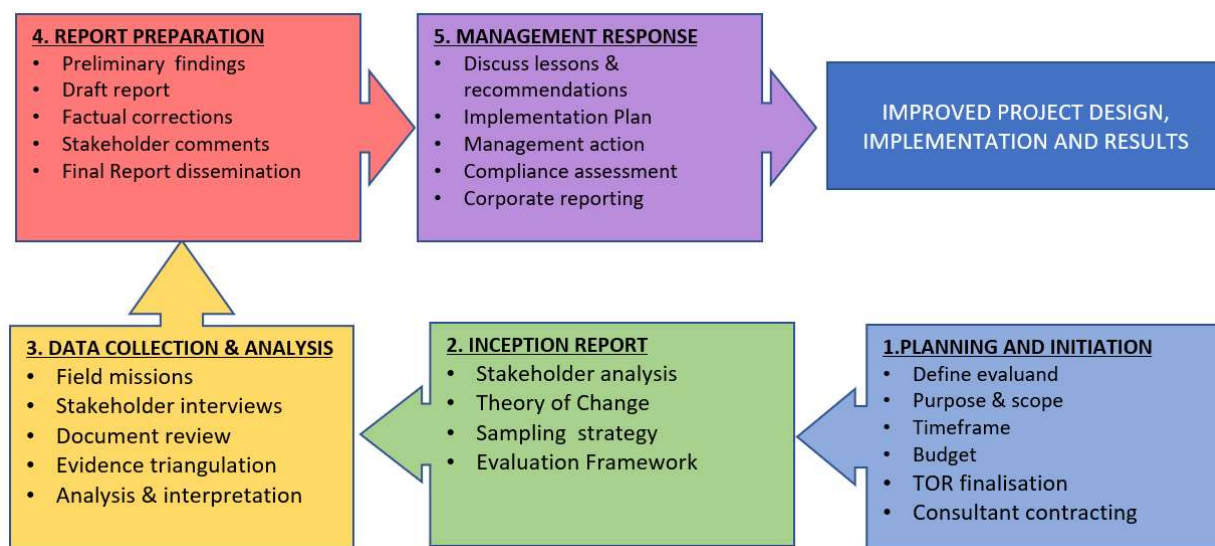 4. REPORT PREPARATION
• Preliminary findings
• Draft report
• Factual corrections
• Stakeholder comments
• Final Report dissemination
5. MANAGEMENT RESPONSE
• Discuss lessons &
recommendations
• Implementation Plan
• Management action
• Compliance assessment
• Corporate reporting
IMPROVED PROJECT DESIGN,
IMPLEMENTATION AND RESULTS
3. DATA COLLECTION & ANALYSIS
• Field missions
• Stakeholder interviews
• Document review
• Evidence triangulation
• Analysis & interpretation
2. INCEPTION REPORT
• Stakeholder analysis
• Theory of Change
• Sampling strategy
• Evaluation Framework
1.PLANNING AND INITIATION
• Define evaluand
• Purpose & scope
• Timeframe
• Budget
• TOR finalisation
• Consultant contracting